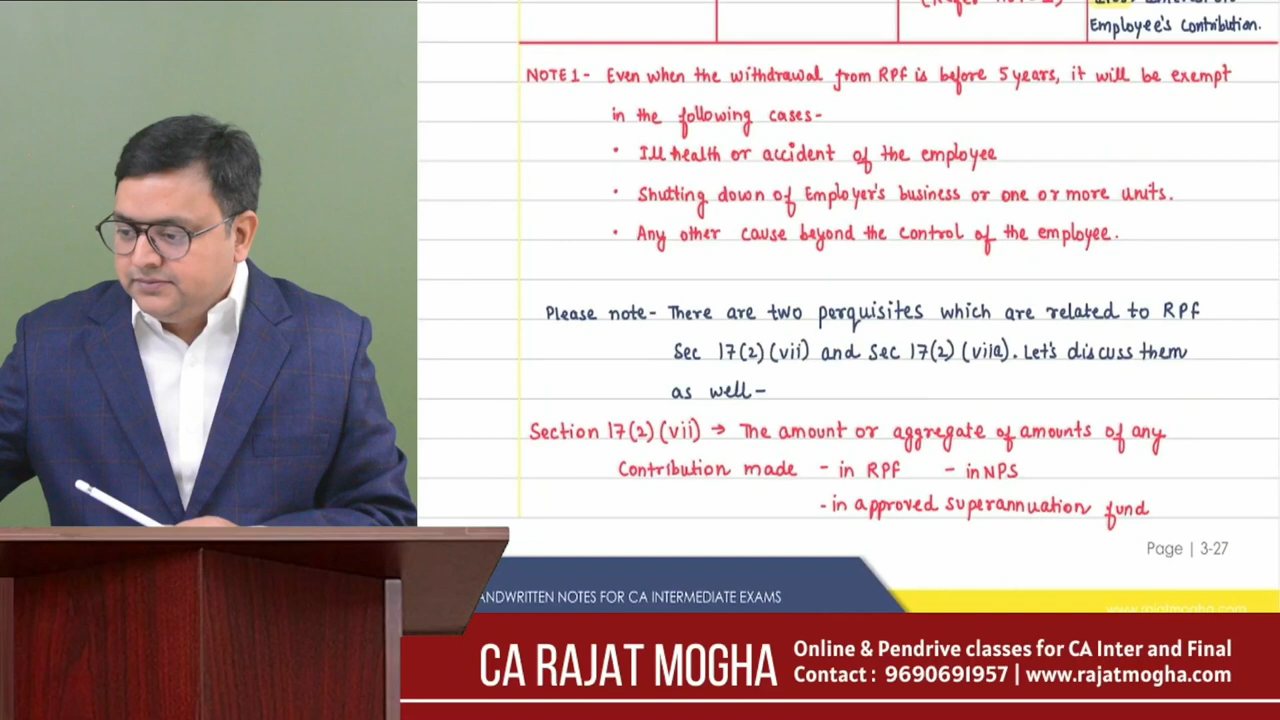 Employee's Contribution.
NOTE 1- Even when the withdrawal from RPF is before 5 years, it will be exempt
in the following cases-
• Ill health or accident of the employee
• Shutting down of Employer's business or one or more units.
• Any other cause beyond the control of the employee.
Please note- There are two perquisites which are related to RPF
Sec 17(2)(vii) and Sec 17(2)(viia). Let's discuss them
as well-
Section 17(2)(vii) → The amount or aggregate of amounts of any
Contribution made - in RPF - in NPS
- in approved superannuation fund
Page | 3-27
ANDWRITTEN NOTES FOR CA INTERMEDIATE EXAMS
www.rajatmogha.com
CA RAJAT MOGHA
Online & Pendrive classes for CA Inter and Final
Contact : 9690691957 | www.rajatmogha.com